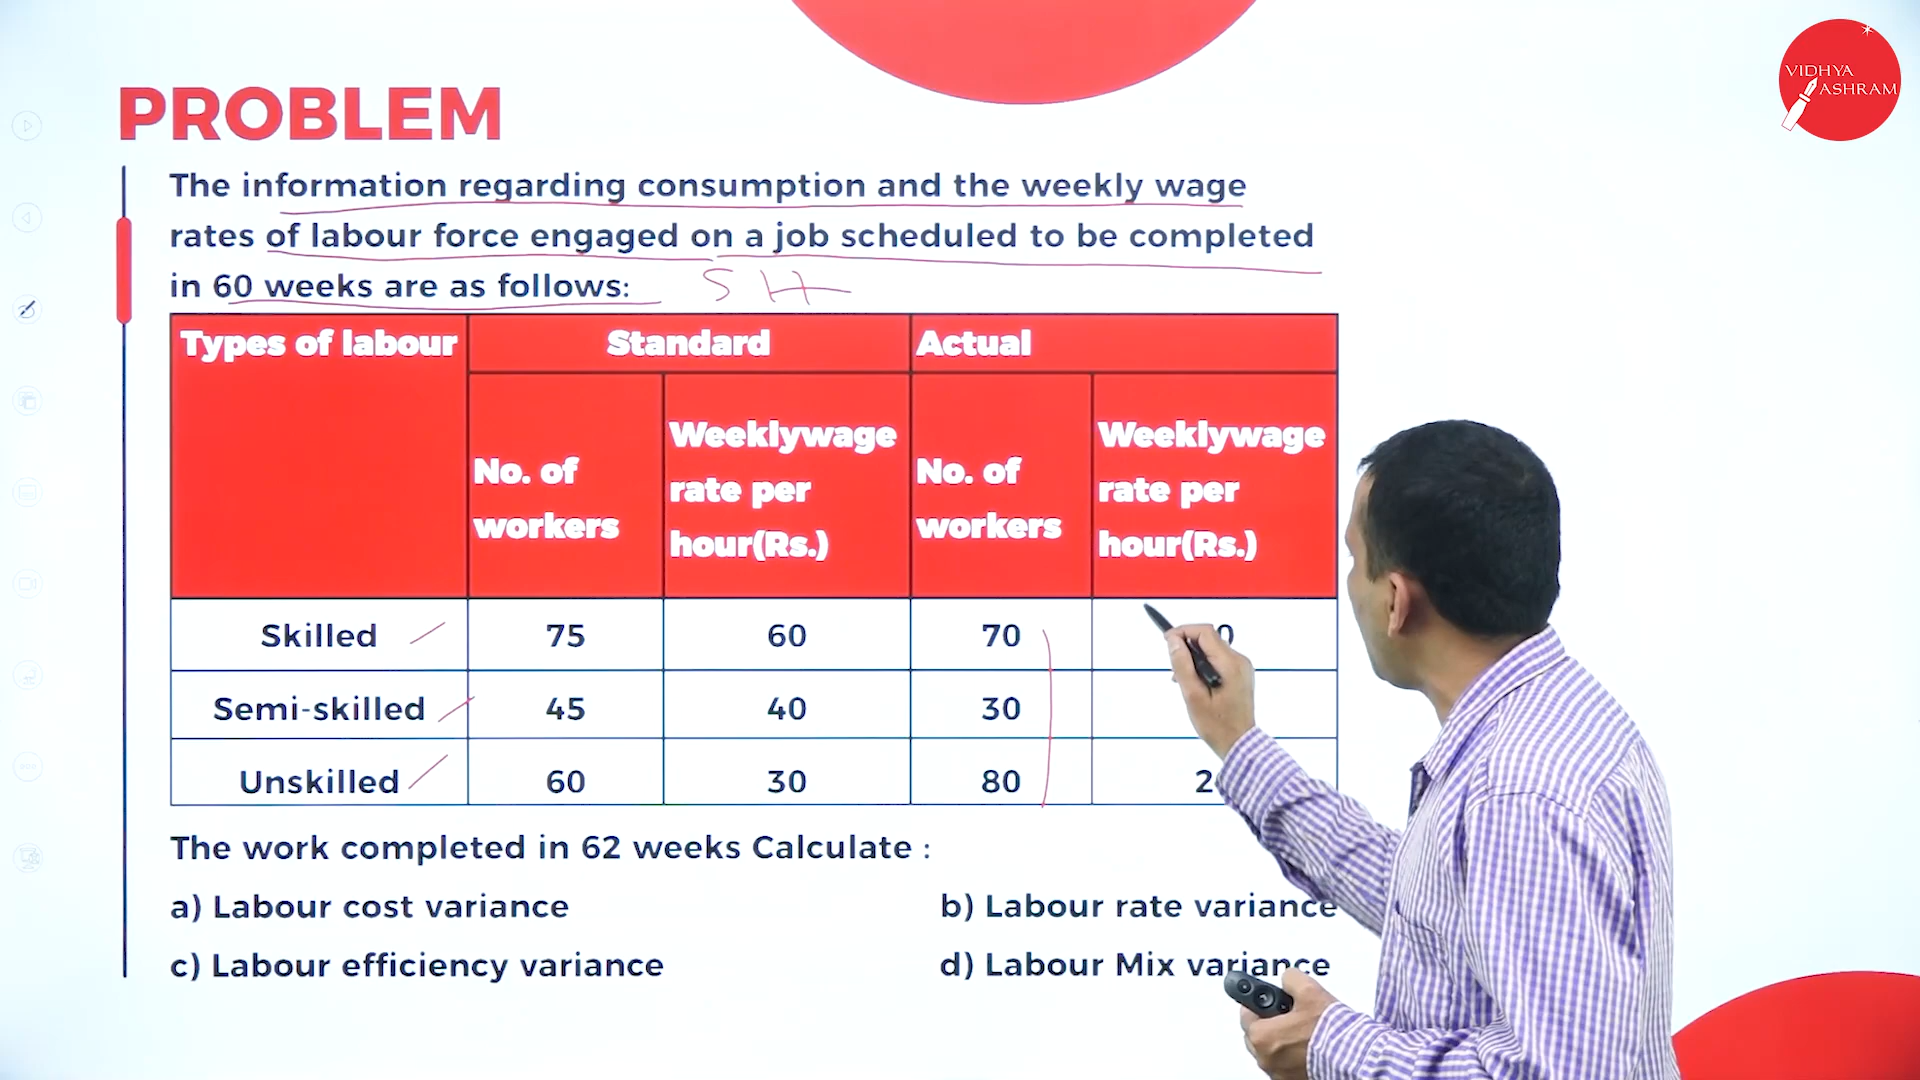 VIDHYA
ASHRAM
PROBLEM
The information regarding consumption and the weekly wage
rates of labour force engaged on a job scheduled to be completed
in 60 weeks are as follows: SH
Types of labour Standard Actual
No. of workers Weeklywage rate per hour(Rs.) No. of workers Weeklywage rate per hour(Rs.)
Skilled 75 60 70
Semi-skilled 45 40 30
Unskilled 60 30 80
The work completed in 62 weeks Calculate :
a) Labour cost variance b) Labour rate variance
c) Labour efficiency variance d) Labour Mix variance